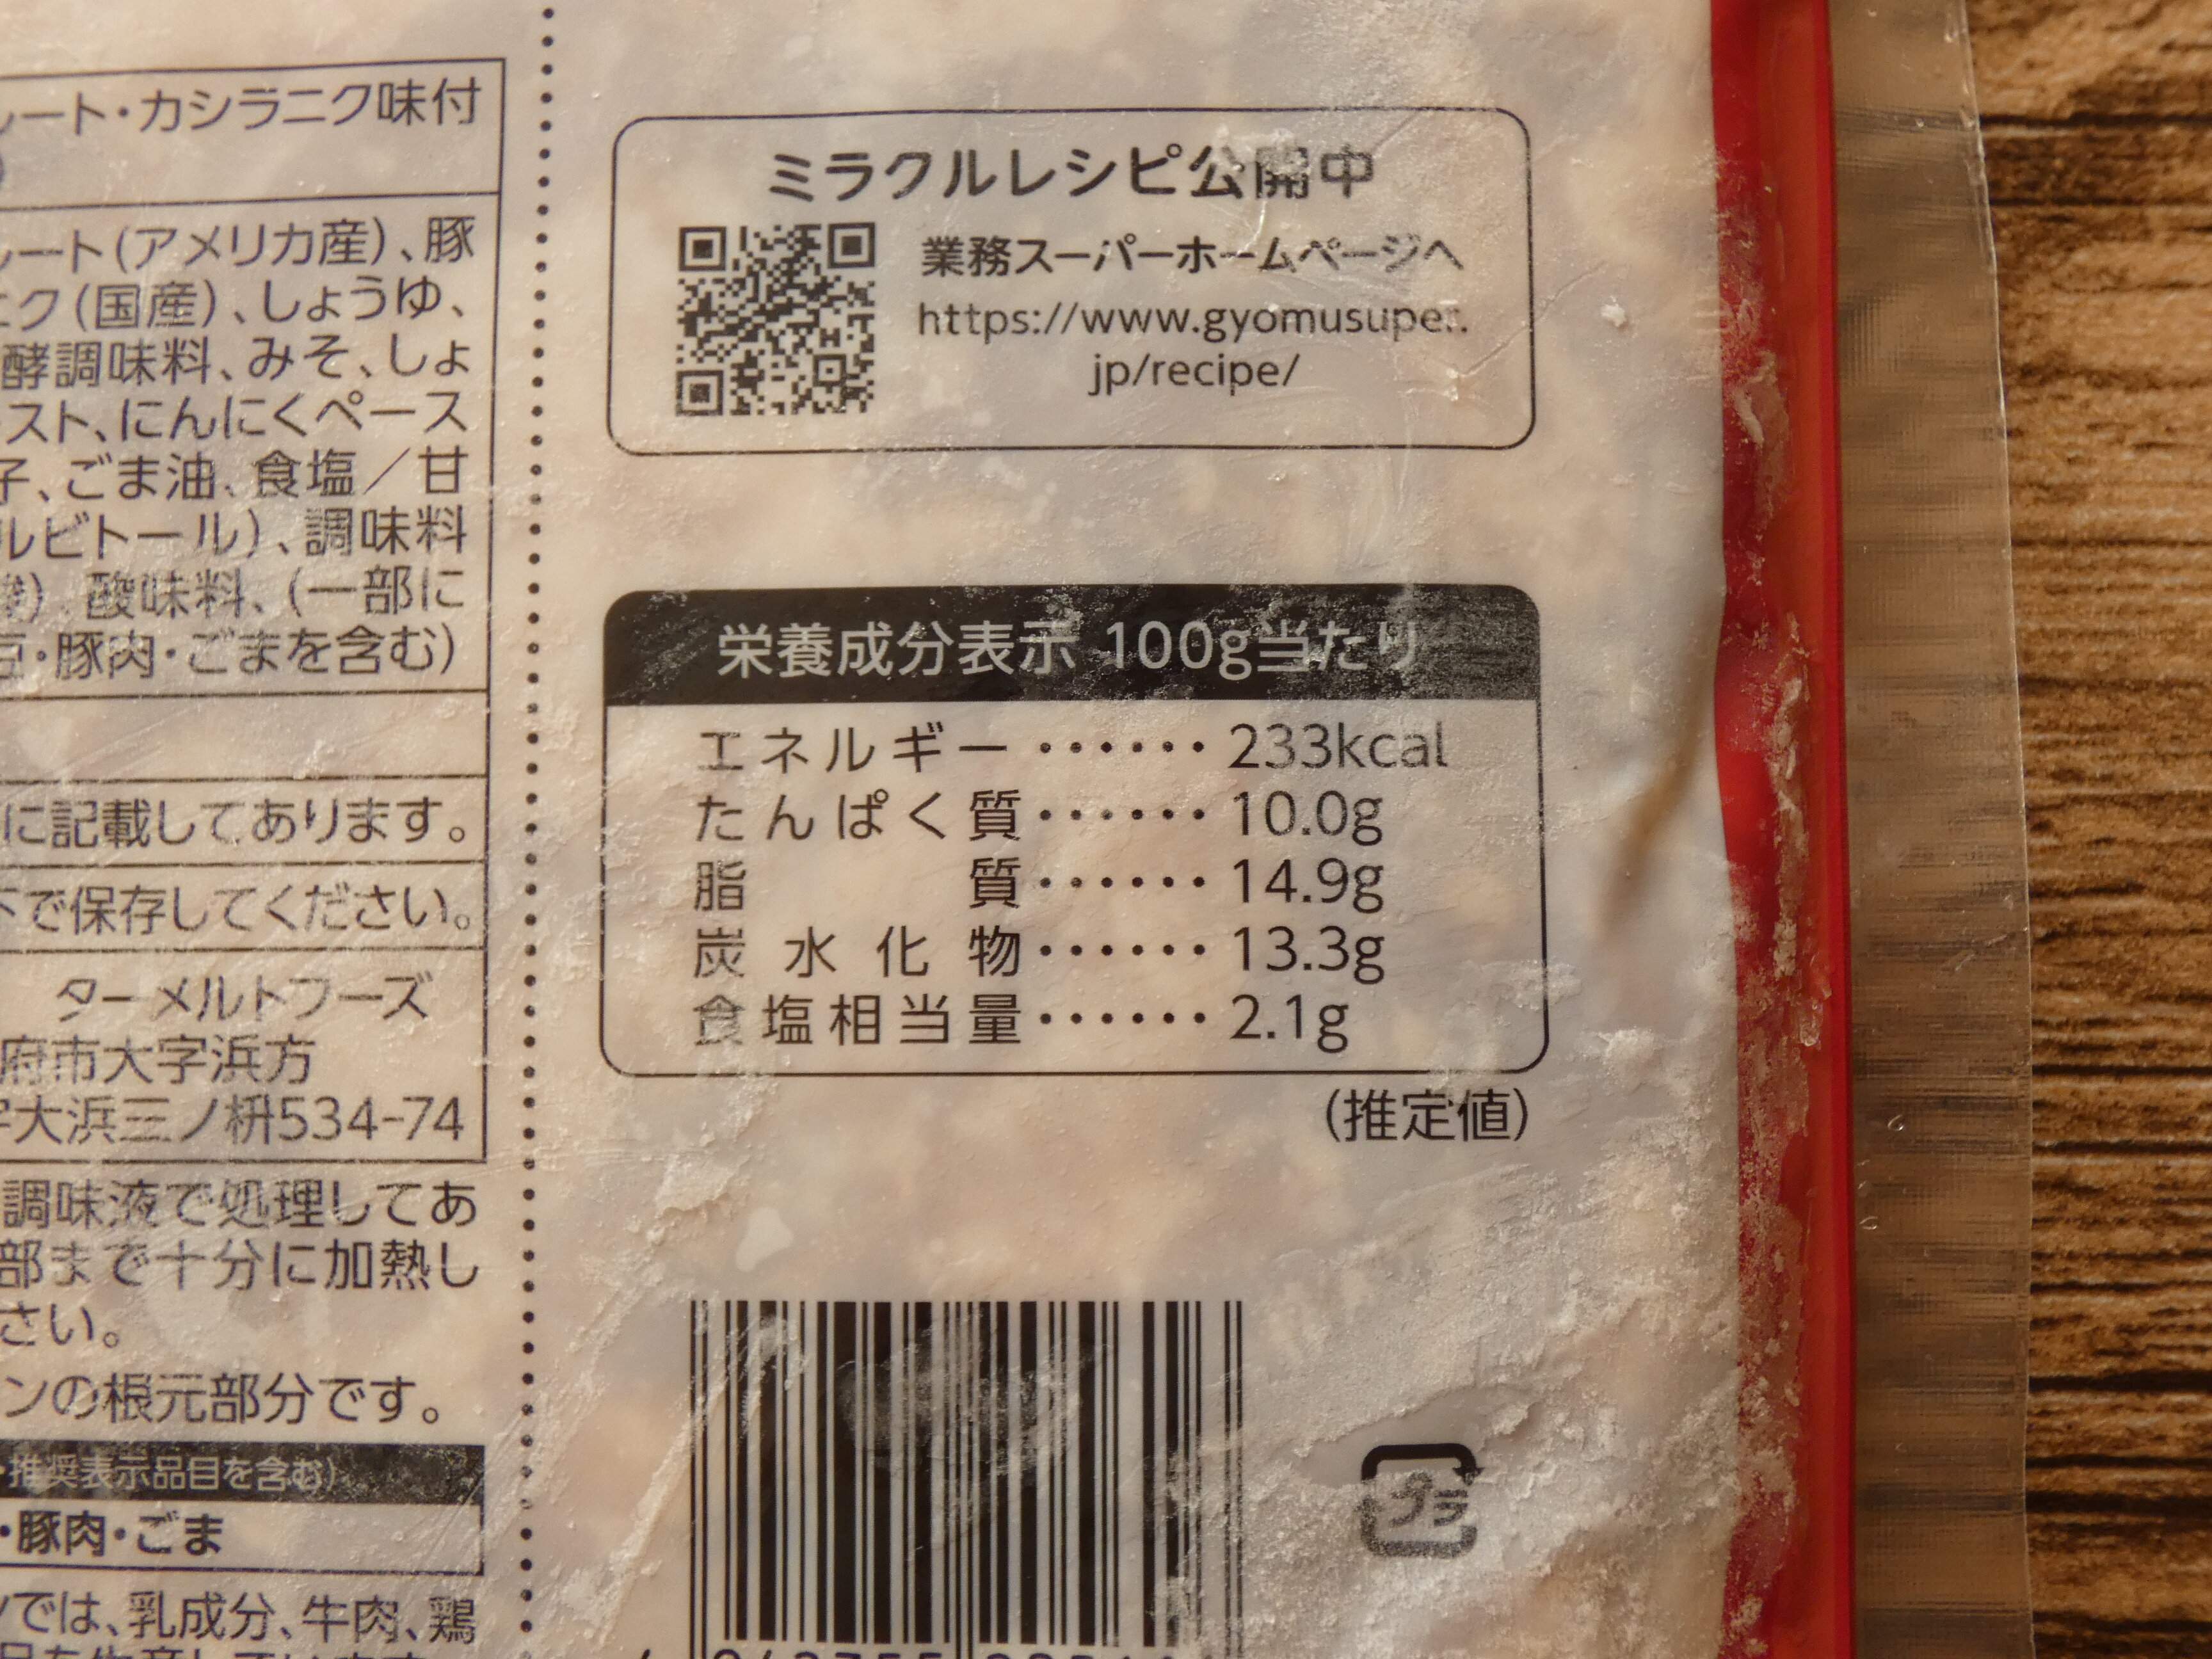 ルート・カシラニク味付
ルート(アメリカ産)、豚
ニク(国産)、しょうゆ、
酵調味料、みそ、しょ
スト、にんにくペース
子、ごま油、食塩／甘
ルビトール)、調味料
酸)、酸味料、(一部に
豆・豚肉・ごまを含む)
に記載してあります。
下で保存してください。
ターメルトフーズ
府市大字浜方
字大浜三ノ枡534-74
調味液で処理してあ
部まで十分に加熱し
さい。
ンの根元部分です。
・推奨表示品目を含む)
・豚肉・ごま
では、乳成分、牛肉、鶏
ミラクルレシピ公開中
業務スーパーホームページへ
https://www.gyomusuper.
jp/recipe/
栄養成分表示 100g当たり
エネルギー······233kcal
たんぱく質······10.0g
脂質······14.9g
炭水化物······13.3g
食塩相当量······2.1g
(推定値)
プラ